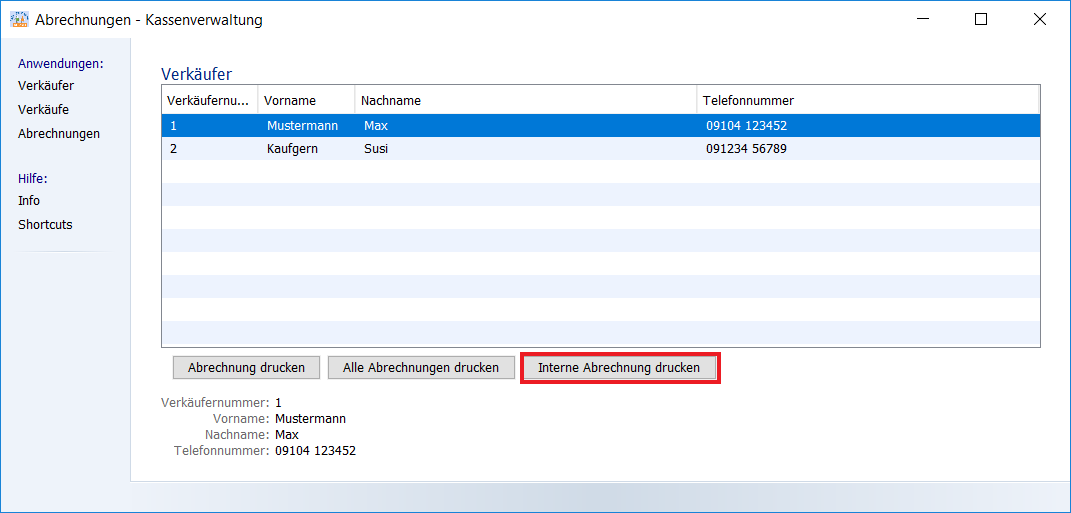 Abrechnungen - Kassenverwaltung
Anwendungen:
Verkäufer
Verkäufe
Abrechnungen
Hilfe:
Info
Shortcuts
Verkäufer
Verkäufernu... Vorname Nachname Telefonnummer
1 Mustermann Max 09104 123452
2 Kaufgern Susi 091234 56789
Abrechnung drucken Alle Abrechnungen drucken Interne Abrechnung drucken
Verkäufernummer: 1
Vorname: Mustermann
Nachname: Max
Telefonnummer: 09104 123452